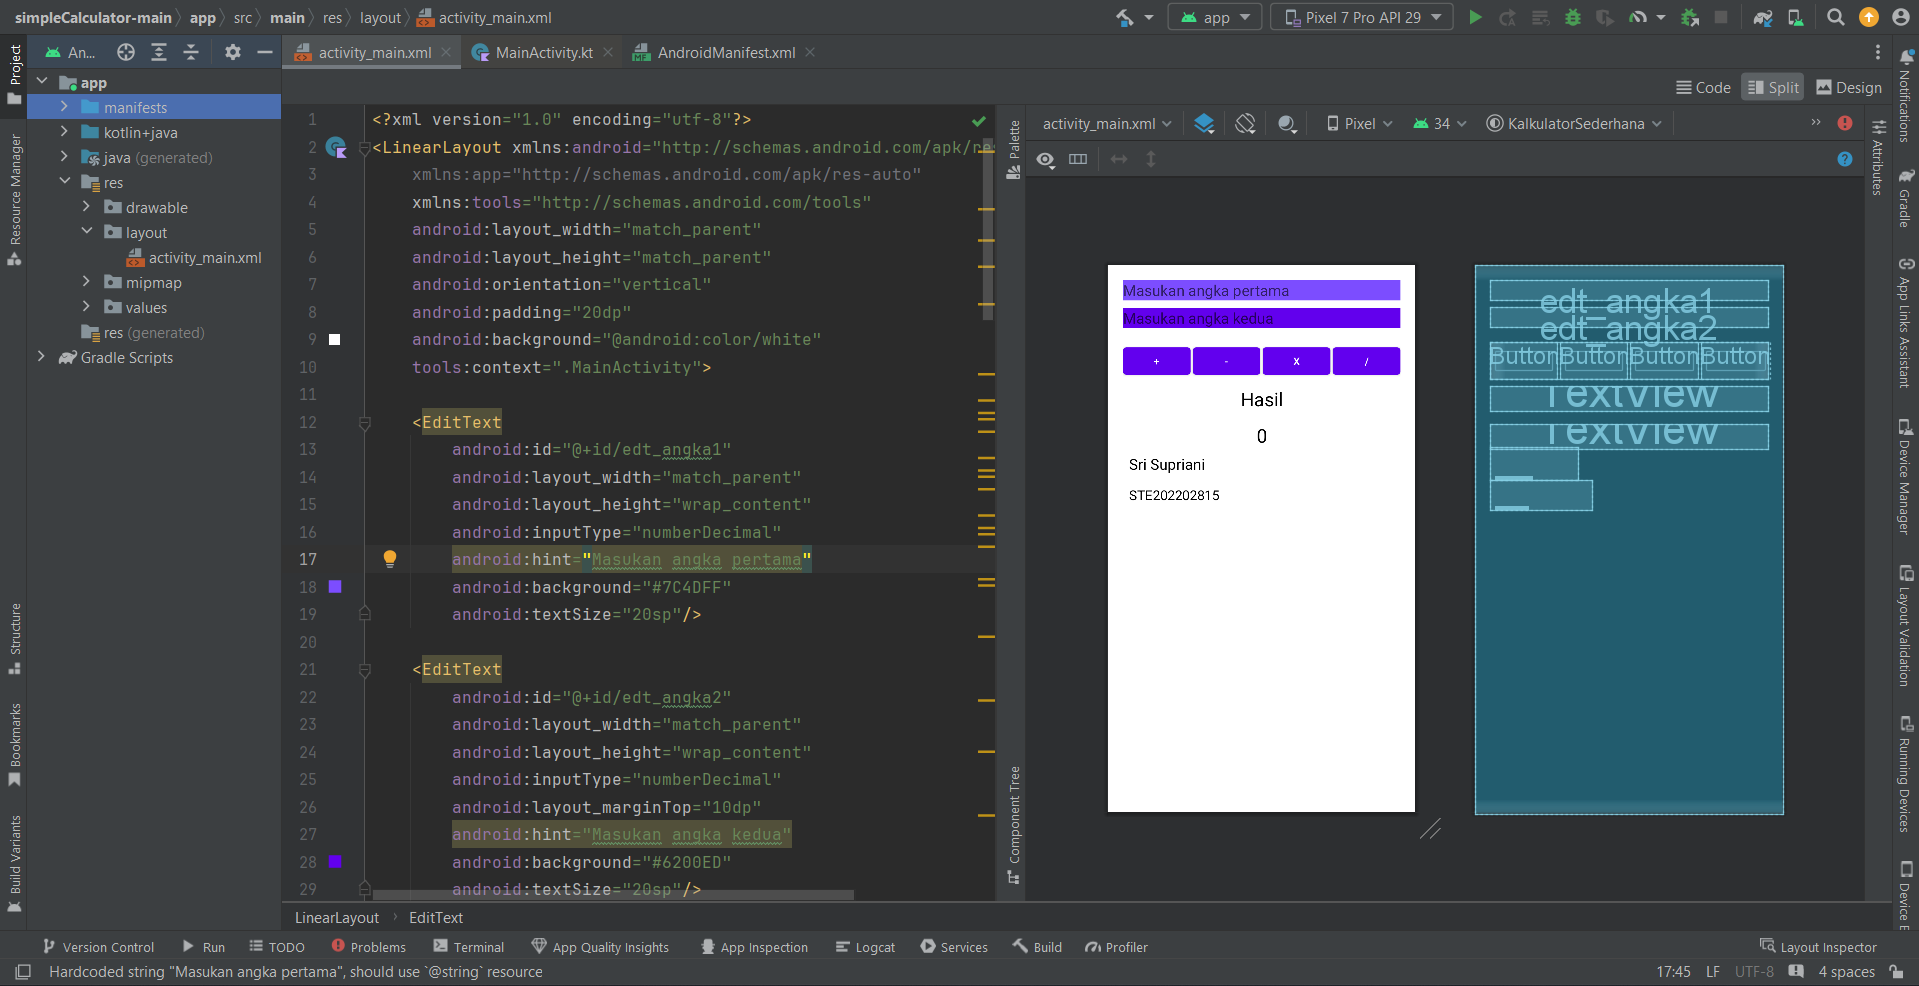 simpleCalculator-main app src main res layout activity_main.xml
app Pixel 7 Pro API 29
An...
activity_main.xml MainActivity.kt AndroidManifest.xml
Code Split Design
Project
Resource Manager
Structure
Bookmarks
Build Variants
app
manifests
kotlin+java
java (generated)
res
drawable
layout
activity_main.xml
mipmap
values
res (generated)
Gradle Scripts
1 <?xml version="1.0" encoding="utf-8"?>
2 <LinearLayout xmlns:android="http://schemas.android.com/apk/res
3 xmlns:app="http://schemas.android.com/apk/res-auto"
4 xmlns:tools="http://schemas.android.com/tools"
5 android:layout_width="match_parent"
6 android:layout_height="match_parent"
7 android:orientation="vertical"
8 android:padding="20dp"
9 android:background="@android:color/white"
10 tools:context=".MainActivity">
11
12 <EditText
13 android:id="@+id/edt_angka1"
14 android:layout_width="match_parent"
15 android:layout_height="wrap_content"
16 android:inputType="numberDecimal"
17 android:hint="Masukan angka pertama"
18 android:background="#7C4DFF"
19 android:textSize="20sp"/>
20
21 <EditText
22 android:id="@+id/edt_angka2"
23 android:layout_width="match_parent"
24 android:layout_height="wrap_content"
25 android:inputType="numberDecimal"
26 android:layout_marginTop="10dp"
27 android:hint="Masukan angka kedua"
28 android:background="#6200ED"
29 android:textSize="20sp"/>
LinearLayout EditText
Palette
Component Tree
activity_main.xml Pixel 34 KalkulatorSederhana
Masukan angka pertama
Masukan angka kedua
+ - X /
Hasil
0
Sri Supriani
STE202202815
edt_angka1
edt_angka2
Button Button Button Button
TextView
TextView
Attributes
Notifications
Gradle
App Links Assistant
Device Manager
Layout Validation
Running Devices
Device E
Version Control Run TODO Problems Terminal App Quality Insights App Inspection Logcat Services Build Profiler Layout Inspector
Hardcoded string "Masukan angka pertama", should use `@string` resource
17:45 LF UTF-8 4 spaces